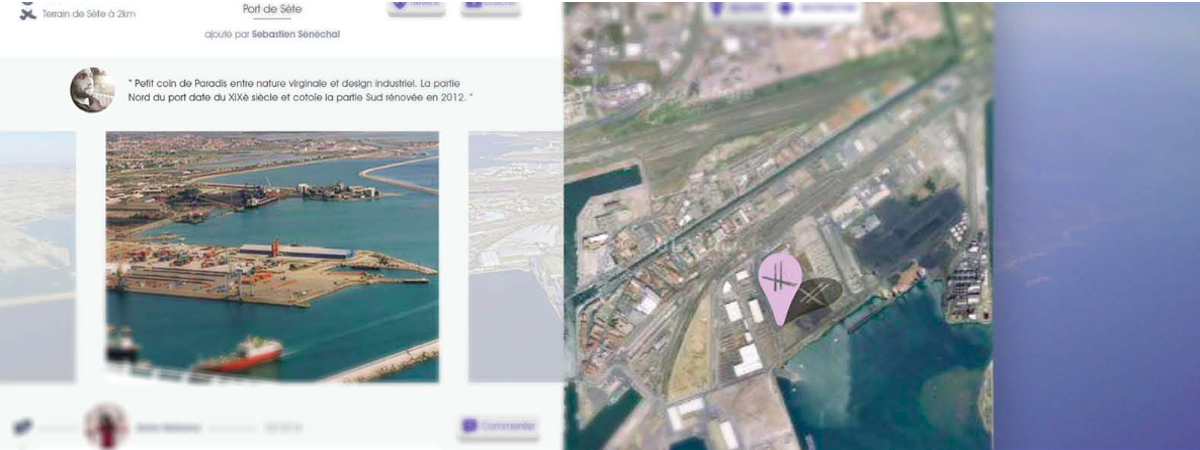 Terrain de Sète à 2km
Port de Sète
ajouté par Sebastien Sénéchal
" Petit coin de Paradis entre nature virginale et design industriel. La partie
Nord du port date du XIXè siècle et cotoîe la partie Sud rénovée en 2012. "
Commenter